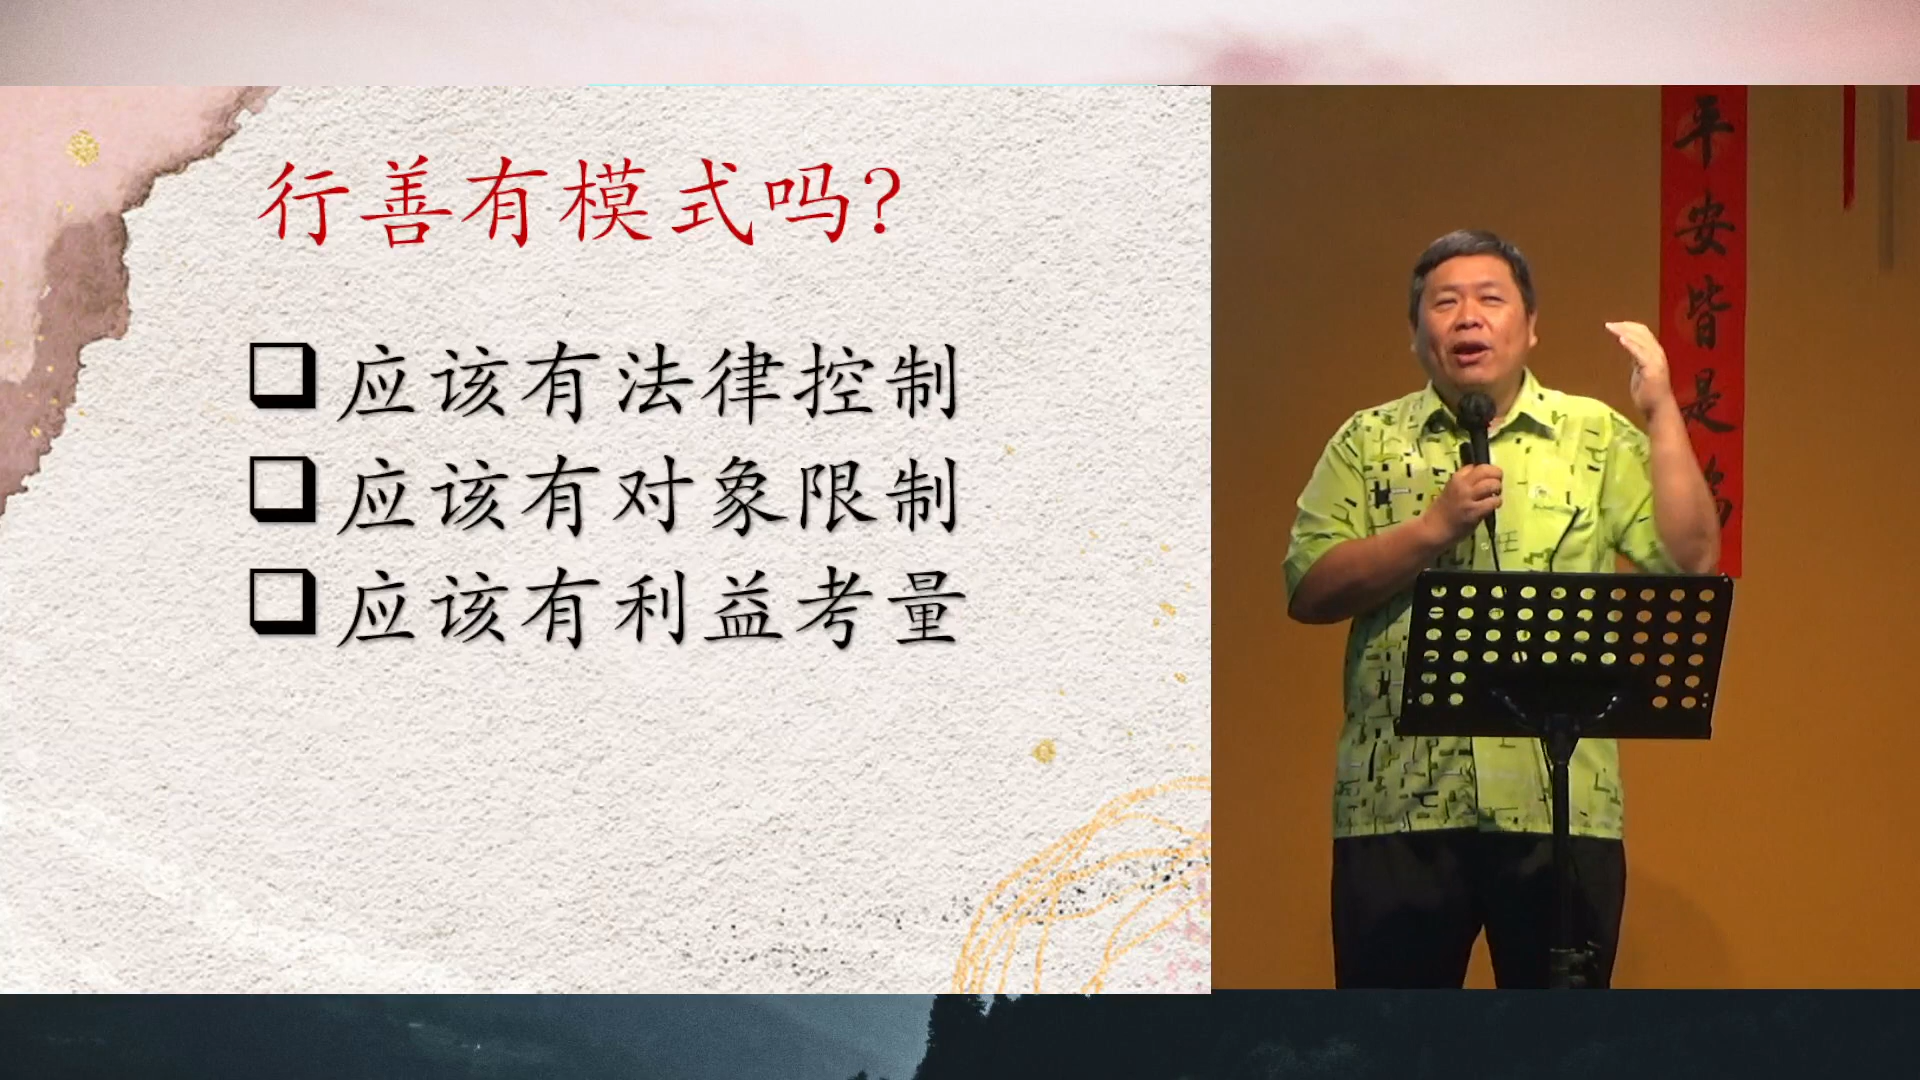 行善有模式吗?
应该有法律控制
应该有对象限制
应该有利益考量
平安皆是